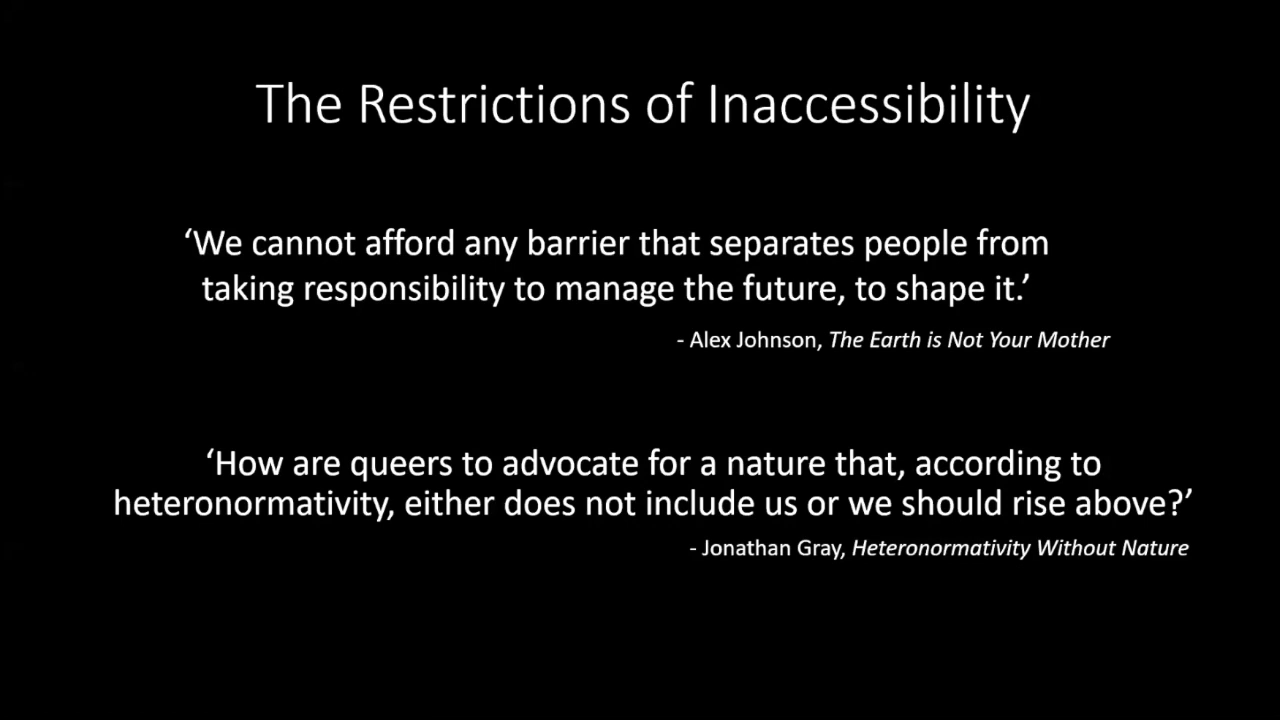 The Restrictions of Inaccessibility
‘We cannot afford any barrier that separates people from
taking responsibility to manage the future, to shape it.’
- Alex Johnson, The Earth is Not Your Mother
‘How are queers to advocate for a nature that, according to
heteronormativity, either does not include us or we should rise above?’
- Jonathan Gray, Heteronormativity Without Nature